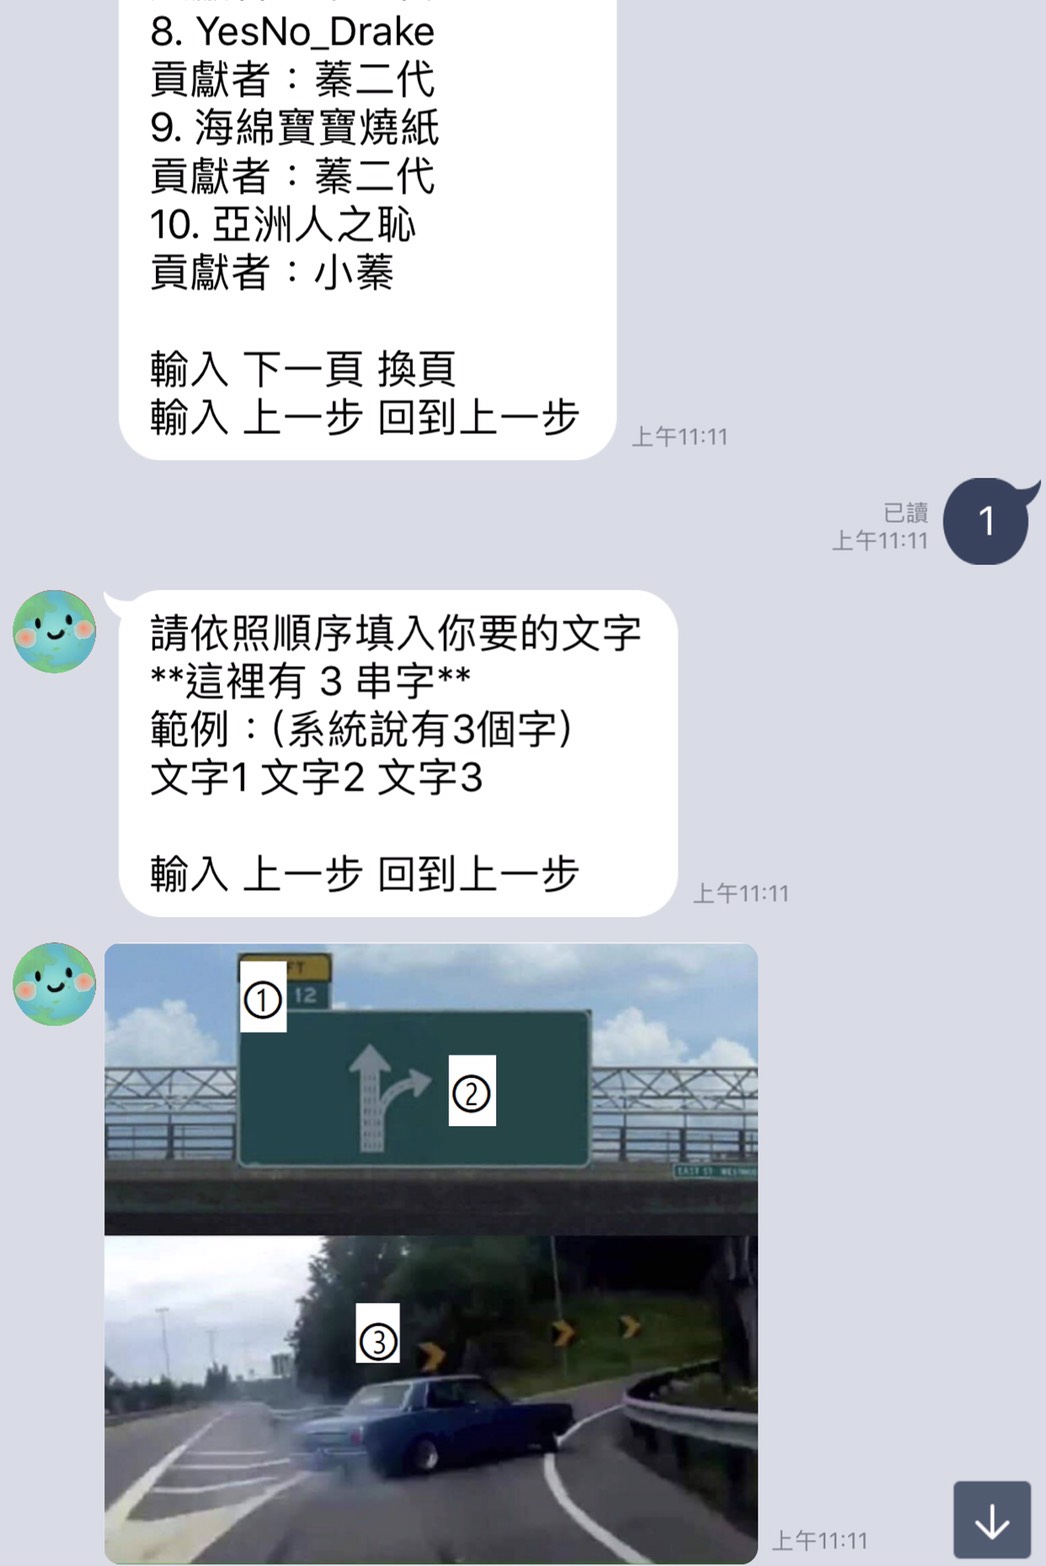 8. YesNo_Drake
貢獻者：蓁二代
9. 海綿寶寶燒紙
貢獻者：蓁二代
10. 亞洲人之恥
貢獻者：小蓁
輸入 下一頁 換頁
輸入 上一步 回到上一步
上午11:11
已讀
上午11:11
1
請依照順序填入你要的文字
**這裡有 3 串字**
範例：(系統說有3個字)
文字1 文字2 文字3
輸入 上一步 回到上一步
上午11:11
FT
① 12
②
EAST ST
③
上午11:11